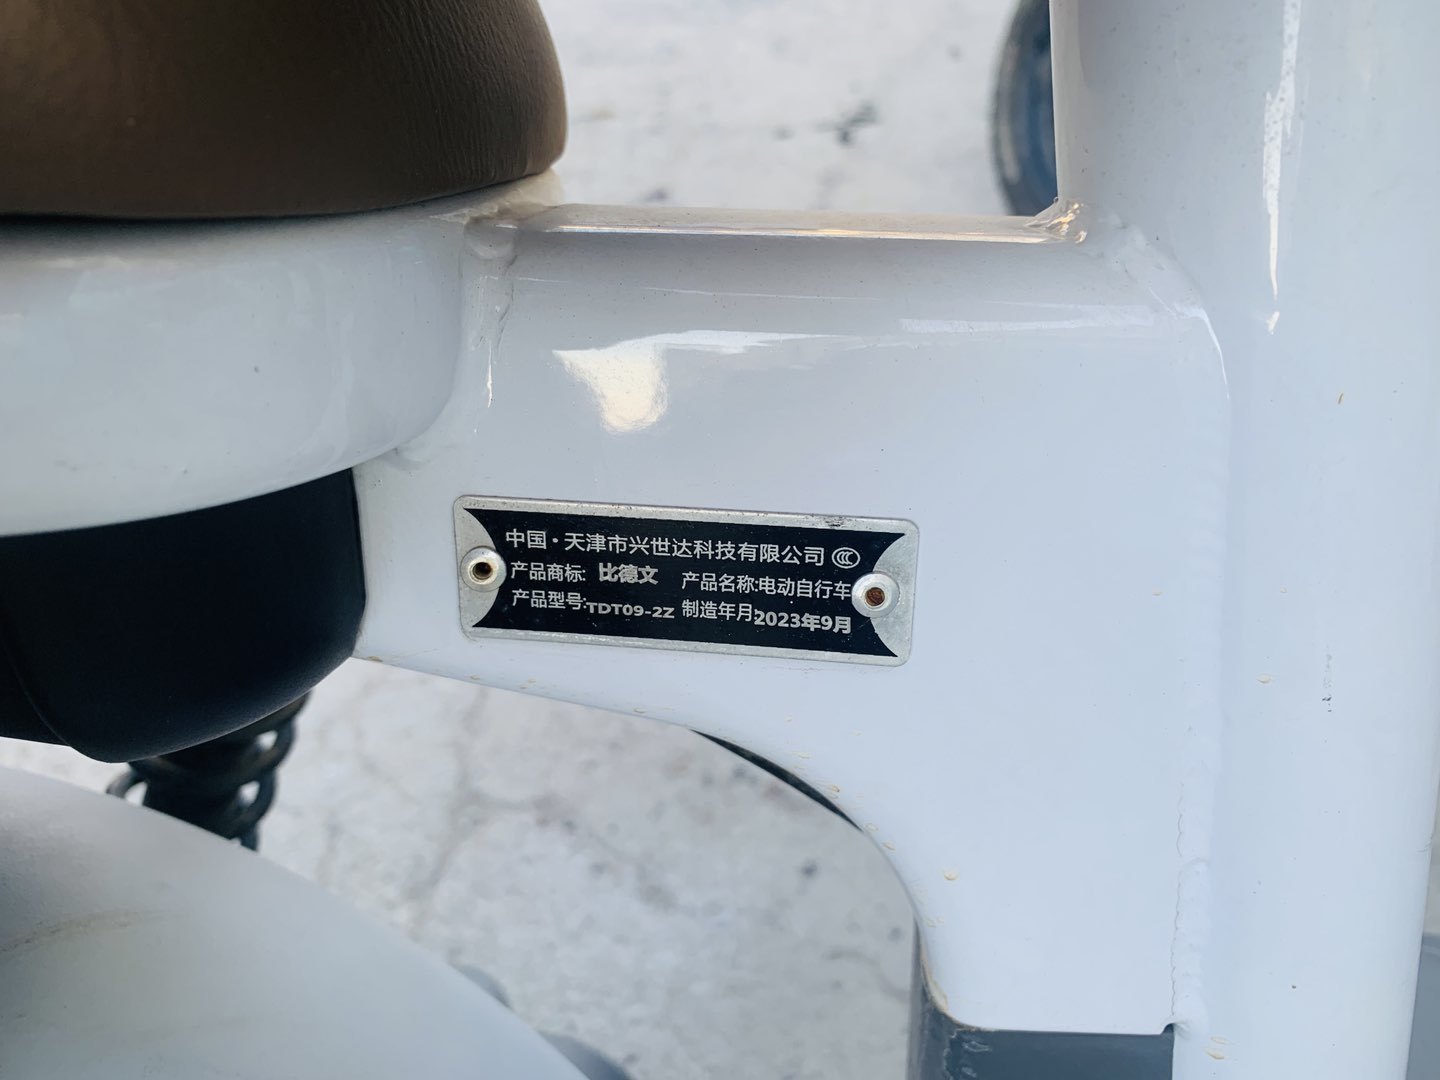 中国·天津市兴世达科技有限公司 CCC
产品商标: 比德文 产品名称:电动自行车
产品型号:TDT09-2Z 制造年月:2023年9月